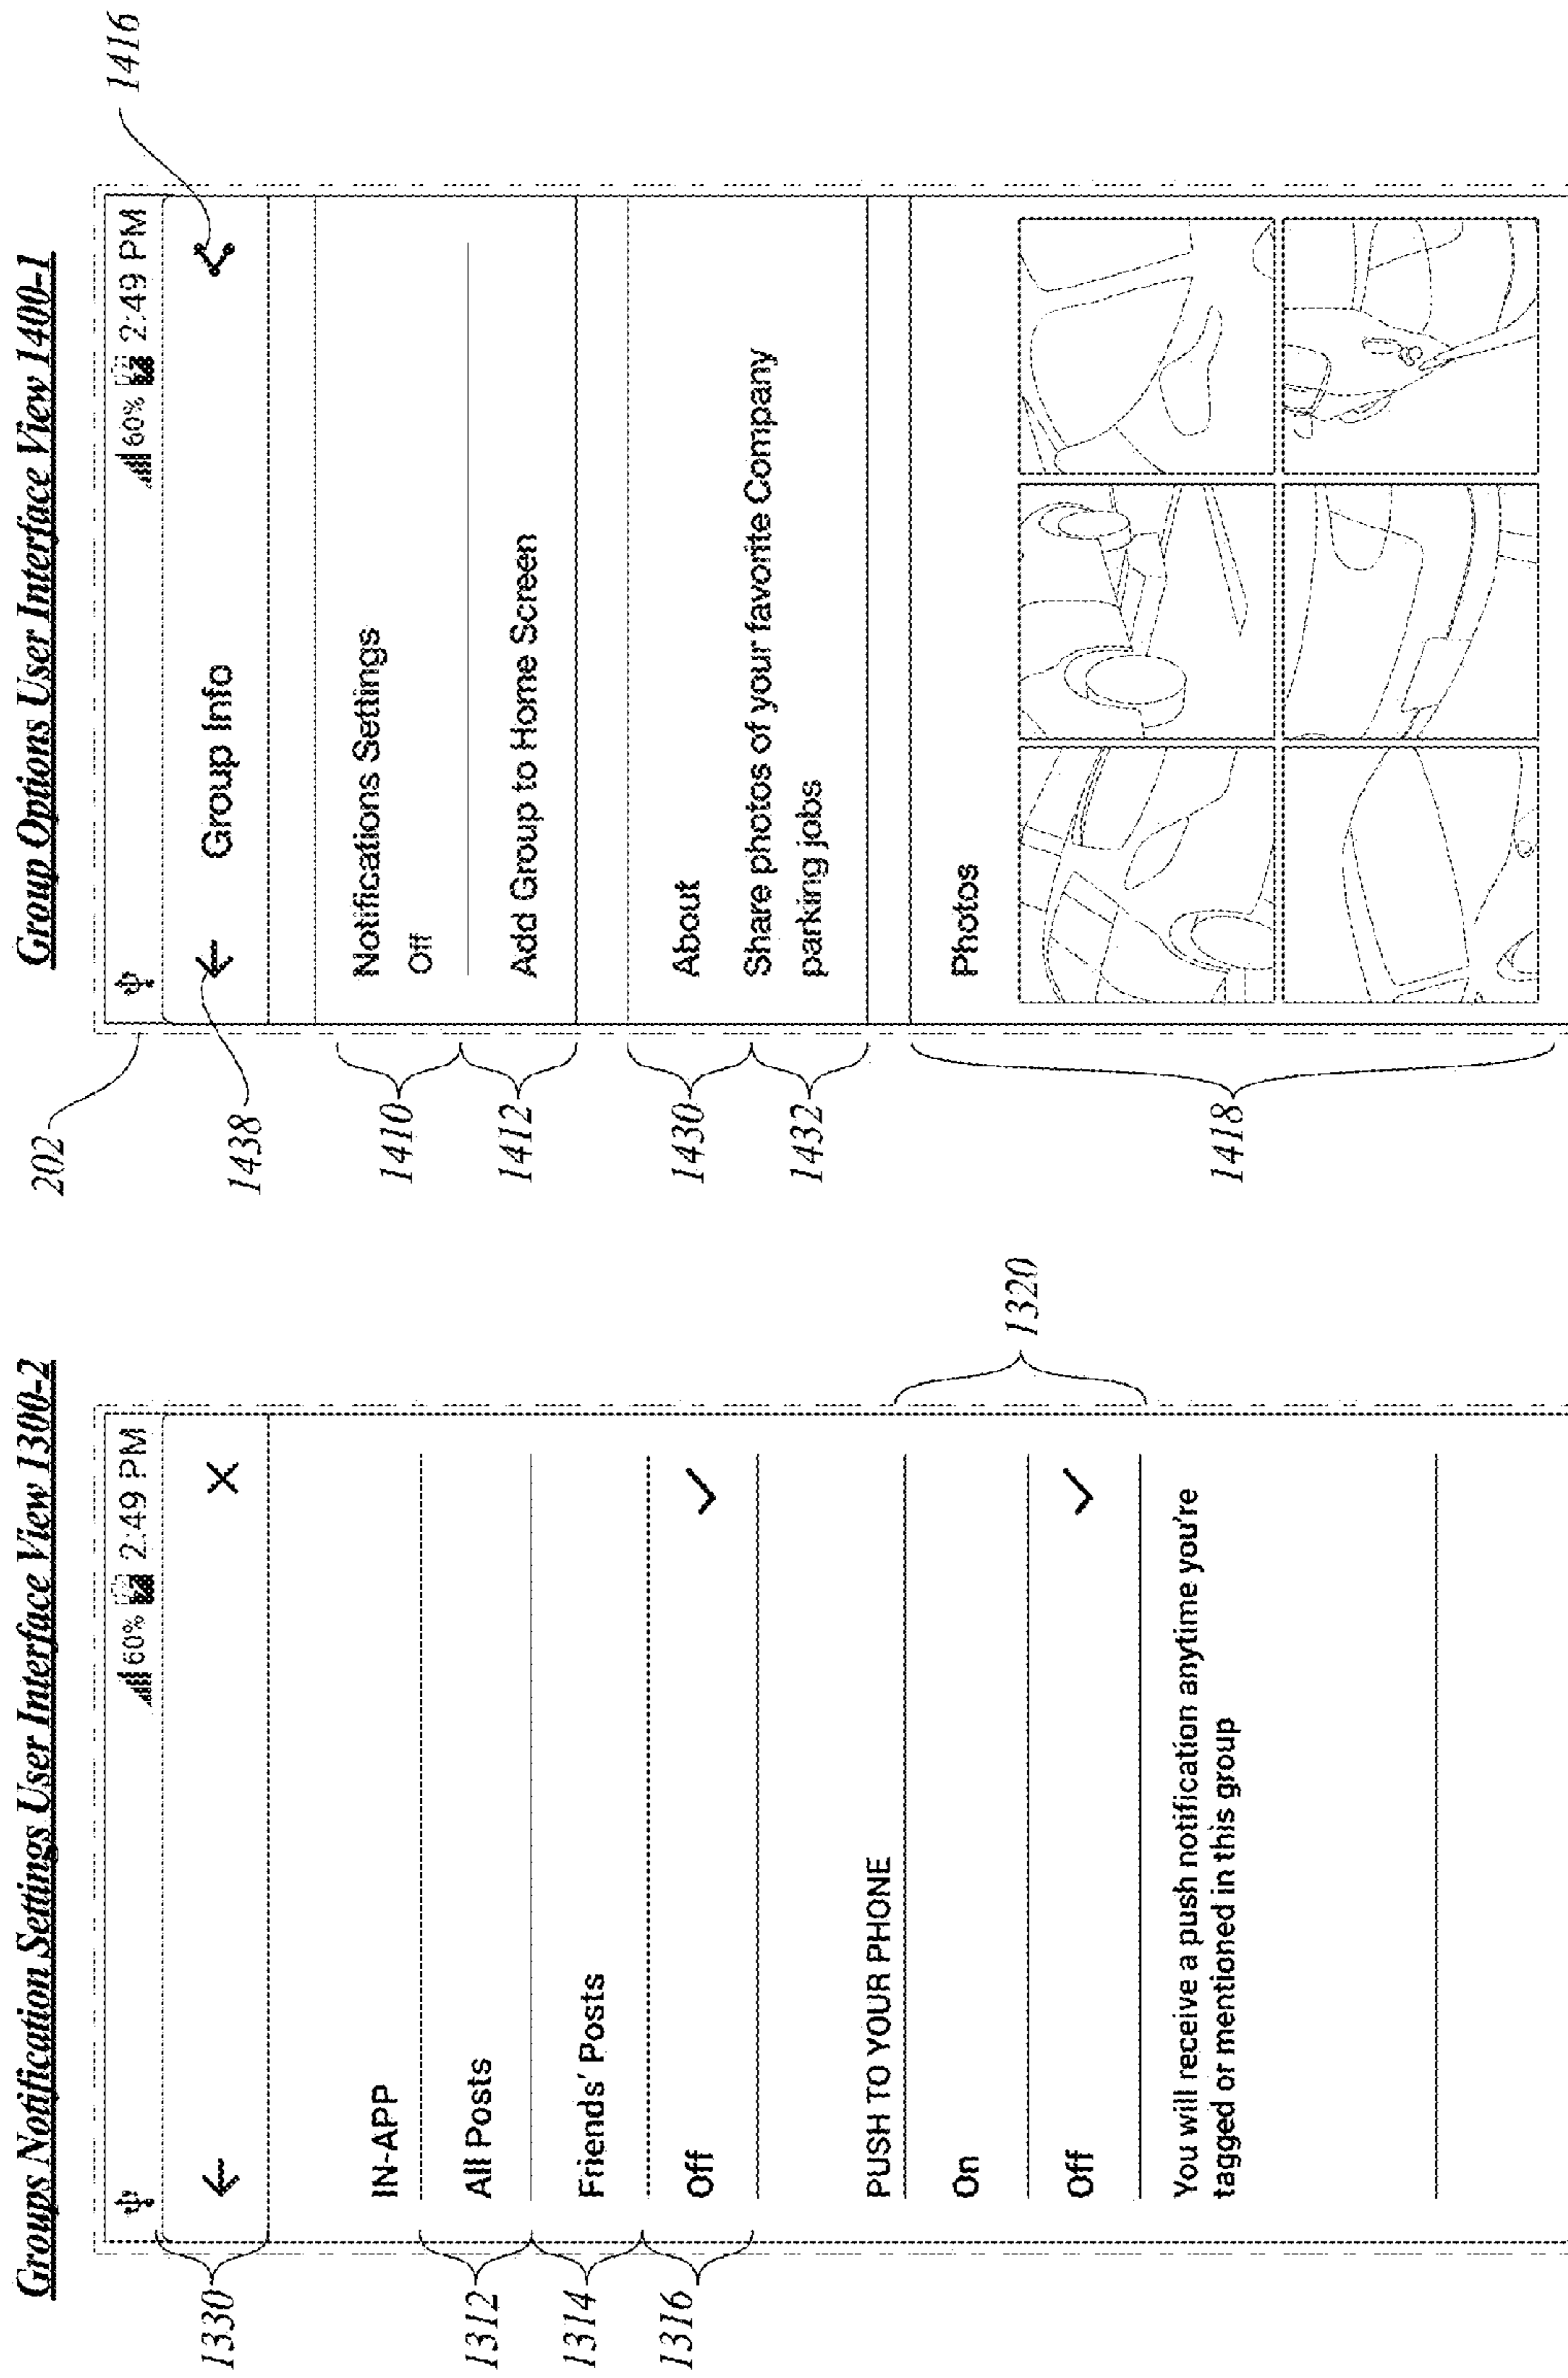 Groups Notification Settings User Interface View 1300-2
60% 2:49 PM
1330
IN-APP
1312
All Posts
1314
Friends' Posts
1316
Off
PUSH TO YOUR PHONE
On
1320
Off
You will receive a push notification anytime you're
tagged or mentioned in this group
Group Options User Interface View 1400-1
202
60% 2:49 PM
1416
1438
Group Info
1410
Notifications Settings
Off
1412
Add Group to Home Screen
1430
About
1432
Share photos of your favorite Company
parking jobs
1418
Photos